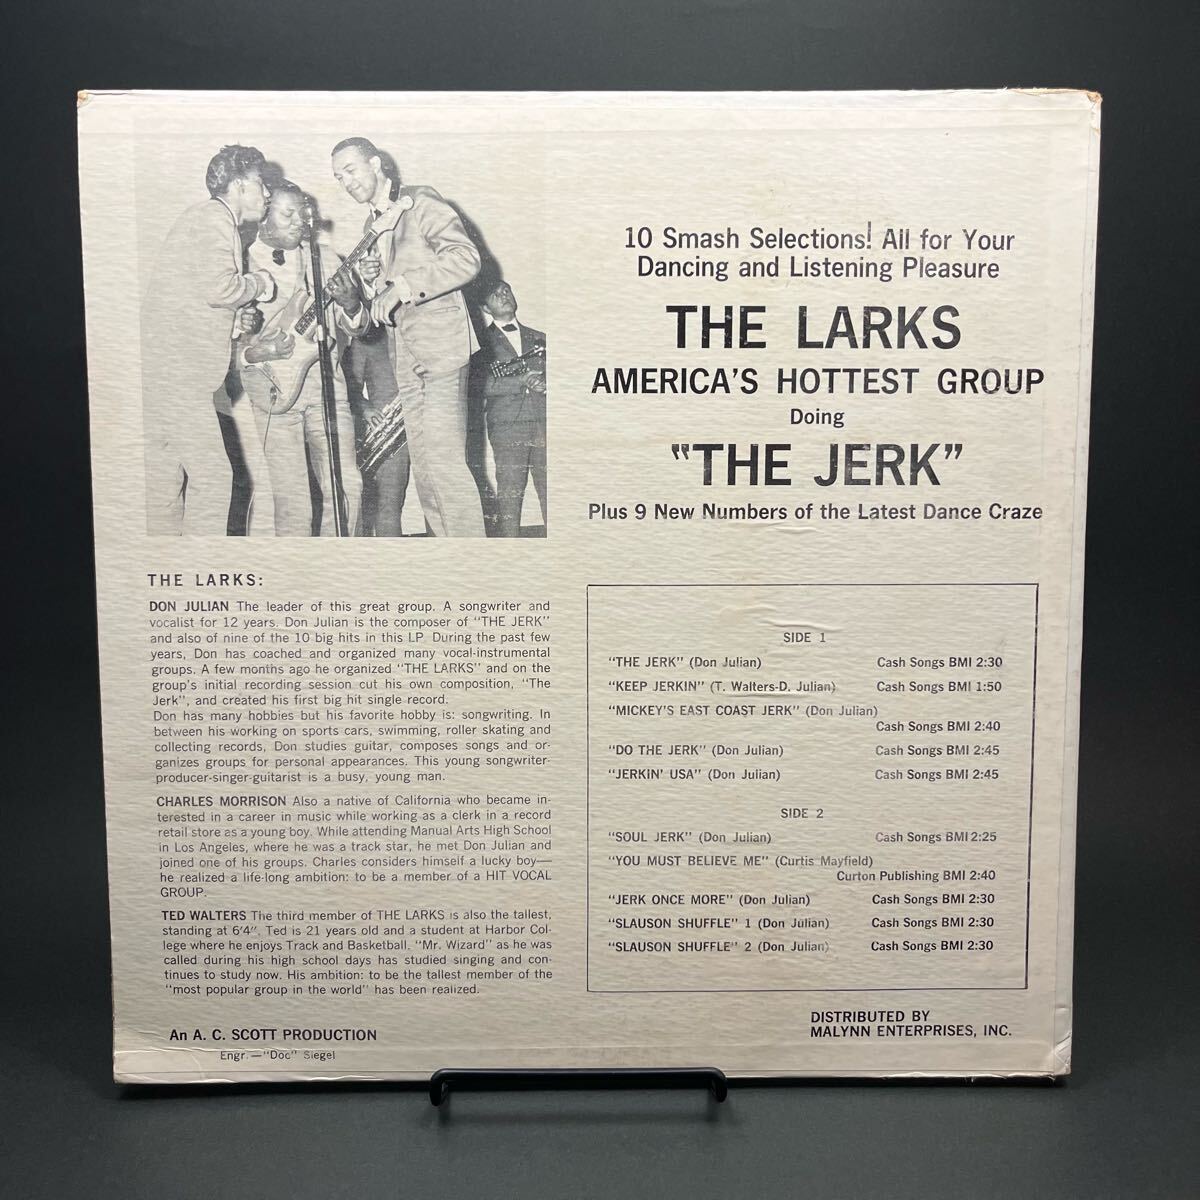 10 Smash Selections! All for Your
Dancing and Listening Pleasure
THE LARKS
AMERICA'S HOTTEST GROUP
Doing
"THE JERK"
Plus 9 New Numbers of the Latest Dance Craze
THE LARKS:
DON JULIAN The leader of this great group. A songwriter and
vocalist for 12 years. Don Julian is the composer of "THE JERK"
and also of nine of the 10 big hits in this LP. During the past few
years, Don has coached and organized many vocal-instrumental
groups. A few months ago he organized "THE LARKS" and on the
group's initial recording session cut his own composition, "The
Jerk", and created his first big hit single record.
Don has many hobbies but his favorite hobby is: songwriting. In
between his working on sports cars, swimming, roller skating and
collecting records, Don studies guitar, composes songs and or-
ganizes groups for personal appearances. This young songwriter-
producer-singer-guitarist is a busy, young man.
CHARLES MORRISON Also a native of California who became in-
terested in a career in music while working as a clerk in a record
retail store as a young boy. While attending Manual Arts High School
in Los Angeles, where he was a track star, he met Don Julian and
joined one of his groups. Charles considers himself a lucky boy—
he realized a life-long ambition: to be a member of a HIT VOCAL
GROUP.
TED WALTERS The third member of THE LARKS is also the tallest,
standing at 6'4". Ted is 21 years old and a student at Harbor Col-
lege where he enjoys Track and Basketball. "Mr. Wizard" as he was
called during his high school days has studied singing and con-
tinues to study now. His ambition: to be the tallest member of the
"most popular group in the world" has been realized.
An A. C. SCOTT PRODUCTION
Engr.—"Doc" Siegel
SIDE 1
"THE JERK" (Don Julian) Cash Songs BMI 2:30
"KEEP JERKIN" (T. Walters-D. Julian) Cash Songs BMI 1:50
"MICKEY'S EAST COAST JERK" (Don Julian)
Cash Songs BMI 2:40
"DO THE JERK" (Don Julian) Cash Songs BMI 2:45
"JERKIN' USA" (Don Julian) Cash Songs BMI 2:45
SIDE 2
"SOUL JERK" (Don Julian) Cash Songs BMI 2:25
"YOU MUST BELIEVE ME" (Curtis Mayfield)
Curton Publishing BMI 2:40
"JERK ONCE MORE" (Don Julian) Cash Songs BMI 2:30
"SLAUSON SHUFFLE" 1 (Don Julian) Cash Songs BMI 2:30
"SLAUSON SHUFFLE" 2 (Don Julian) Cash Songs BMI 2:30
DISTRIBUTED BY
MALYNN ENTERPRISES, INC.